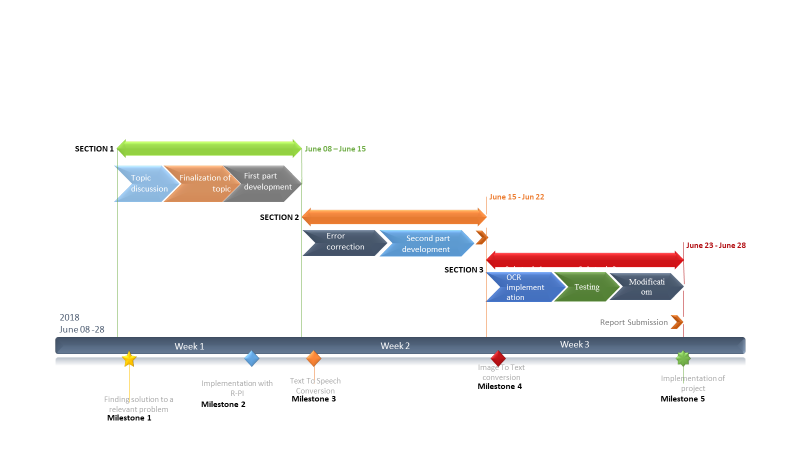 SECTION 1
June 08 – June 15
Topic
discussion
Finalization of
topic
First part
development
June 15 - Jun 22
SECTION 2
Error
correction
Second part
development
June 23 - June 28
SECTION 3
OCR
implement
ation
Testing
Modificati
om
2018
June 08 -28
Report Submission
Week 1
Week 2
Week 3
Finding solution to a
relevant problem
Milestone 1
Implementation with
R-PI
Milestone 2
Text To Speech
Conversion
Milestone 3
Image To Text
conversion
Milestone 4
Implementation of
project
Milestone 5